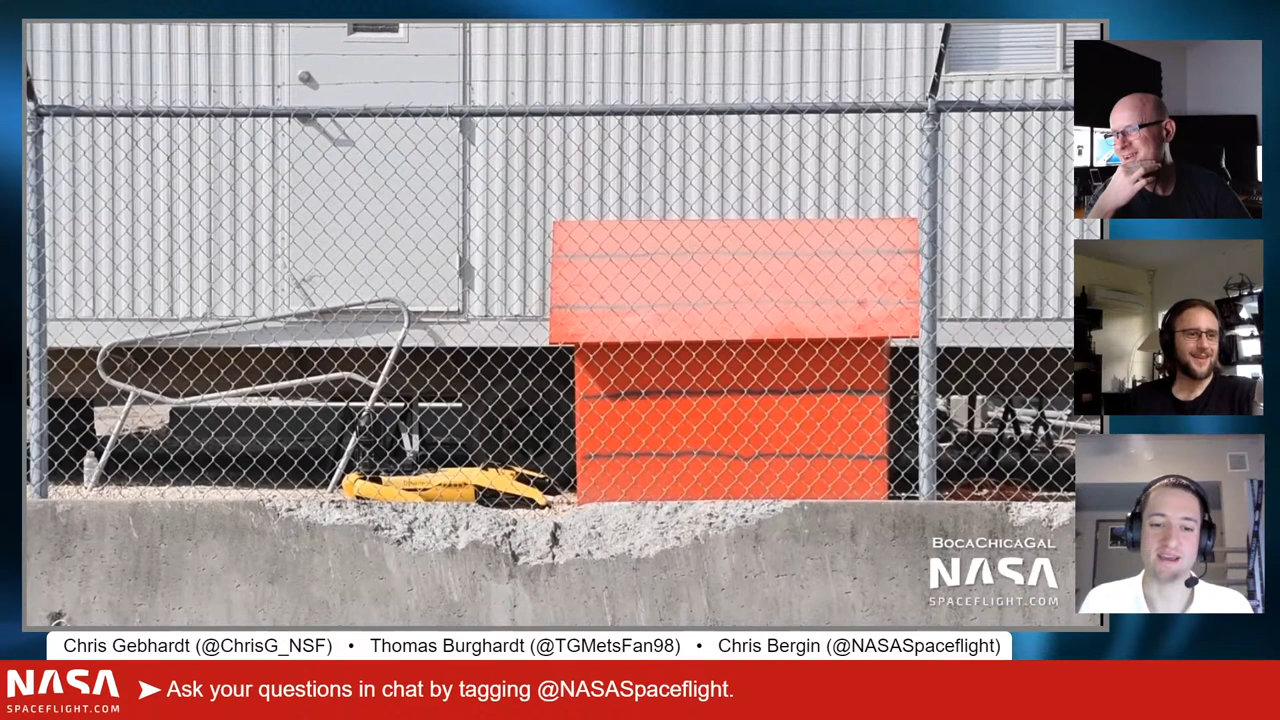 BOCACHICAGAL
NASA
SPACEFLIGHT.COM
Chris Gebhardt (@ChrisG_NSF) • Thomas Burghardt (@TGMetsFan98) • Chris Bergin (@NASASpaceflight)
NASA
SPACEFLIGHT.COM
Ask your questions in chat by tagging @NASASpaceflight.